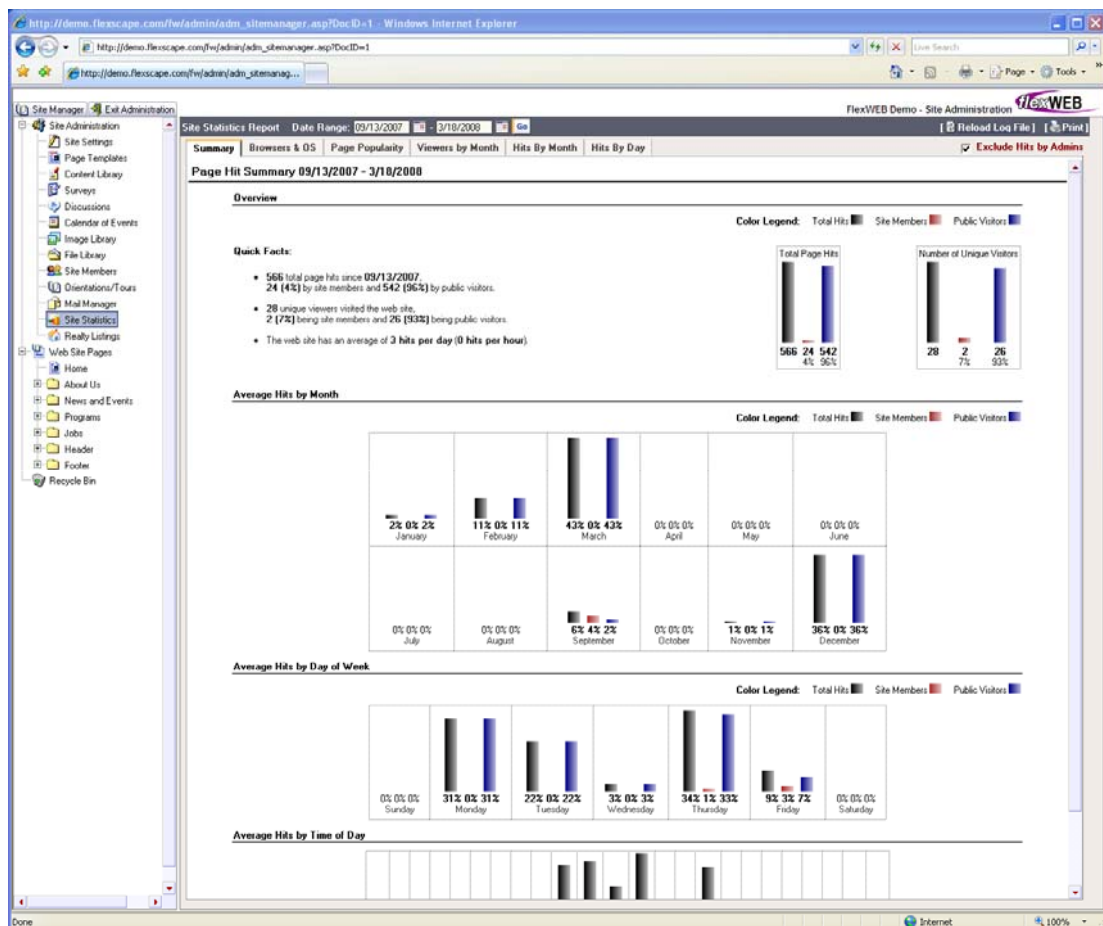 http://demo.flexscape.com/fw/admin/adm_sitemanager.asp?DocID=1 - Windows Internet Explorer
http://demo.flexscape.com/fw/admin/adm_sitemanager.asp?DocID=1
Live Search
http://demo.flexscape.com/fw/admin/adm_sitemanag...
Page
Tools
Site Manager
Exit Administration
FlexWEB Demo - Site Administration
flexWEB
Site Administration
Site Settings
Page Templates
Content Library
Surveys
Discussions
Calendar of Events
Image Library
File Library
Site Members
Orientations/Tours
Mail Manager
Site Statistics
Realty Listings
Web Site Pages
Home
About Us
News and Events
Programs
Jobs
Header
Footer
Recycle Bin
Site Statistics Report Date Range: 09/13/2007 - 3/18/2008 Go
[ Reload Log File ] [ Print ]
Summary Browsers & OS Page Popularity Viewers by Month Hits By Month Hits By Day
Exclude Hits by Admins
Page Hit Summary 09/13/2007 - 3/18/2008
Overview
Color Legend: Total Hits Site Members Public Visitors
Quick Facts:
• 566 total page hits since 09/13/2007,
24 (4%) by site members and 542 (96%) by public visitors.
• 28 unique viewers visited the web site,
2 (7%) being site members and 26 (93%) being public visitors.
• The web site has an average of 3 hits per day (0 hits per hour).
Total Page Hits
566 24 542
4% 96%
Number of Unique Visitors
28 2 26
7% 93%
Average Hits by Month
Color Legend: Total Hits Site Members Public Visitors
2% 0% 2% 11% 0% 11% 43% 0% 43% 0% 0% 0% 0% 0% 0% 0% 0% 0%
January February March April May June
0% 0% 0% 0% 0% 0% 6% 4% 2% 0% 0% 0% 1% 0% 1% 36% 0% 36%
July August September October November December
Average Hits by Day of Week
Color Legend: Total Hits Site Members Public Visitors
0% 0% 0% 31% 0% 31% 22% 0% 22% 3% 0% 3% 34% 1% 33% 9% 3% 7% 0% 0% 0%
Sunday Monday Tuesday Wednesday Thursday Friday Saturday
Average Hits by Time of Day
Done
Internet
100%